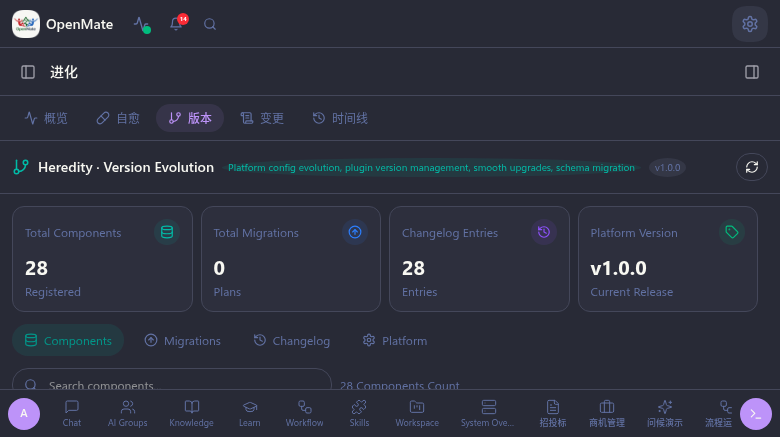 OpenMate
14
进化
概览
自愈
版本
变更
时间线
Heredity · Version Evolution
Platform config evolution, plugin version management, smooth upgrades, schema migration
v1.0.0
Total Components
28
Registered
Total Migrations
0
Plans
Changelog Entries
28
Entries
Platform Version
v1.0.0
Current Release
Components
Migrations
Changelog
Platform
Search components
28 Components Count
A
Chat
AI Groups
Knowledge
Learn
Workflow
Skills
Workspace
System Ove...
招投标
商机管理
问候演示
流程运